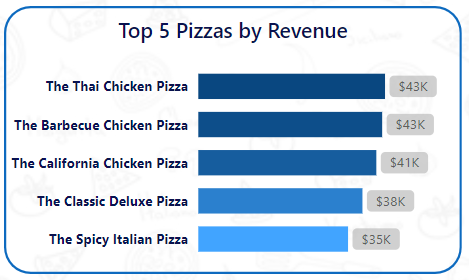 Top 5 Pizzas by Revenue
The Thai Chicken Pizza $43K
The Barbecue Chicken Pizza $43K
The California Chicken Pizza $41K
The Classic Deluxe Pizza $38K
The Spicy Italian Pizza $35K